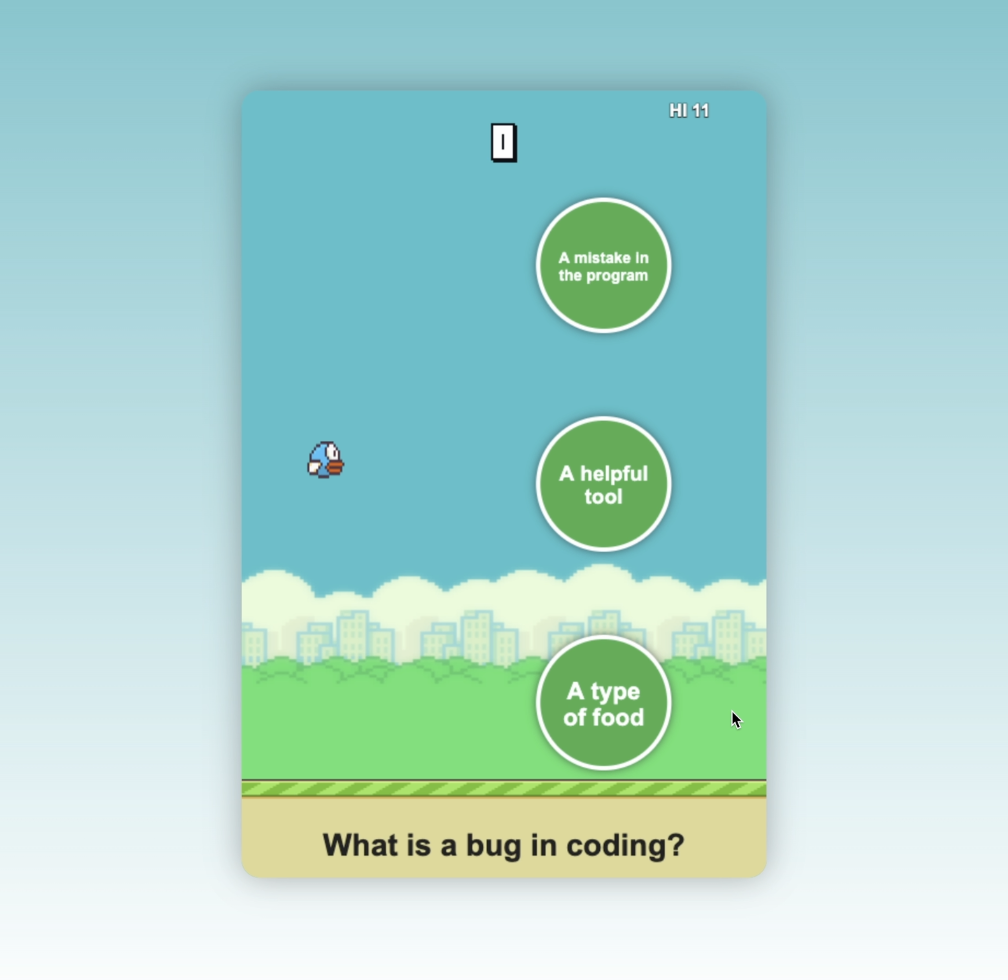 HI 11
1
A mistake in
the program
A helpful
tool
A type
of food
What is a bug in coding?